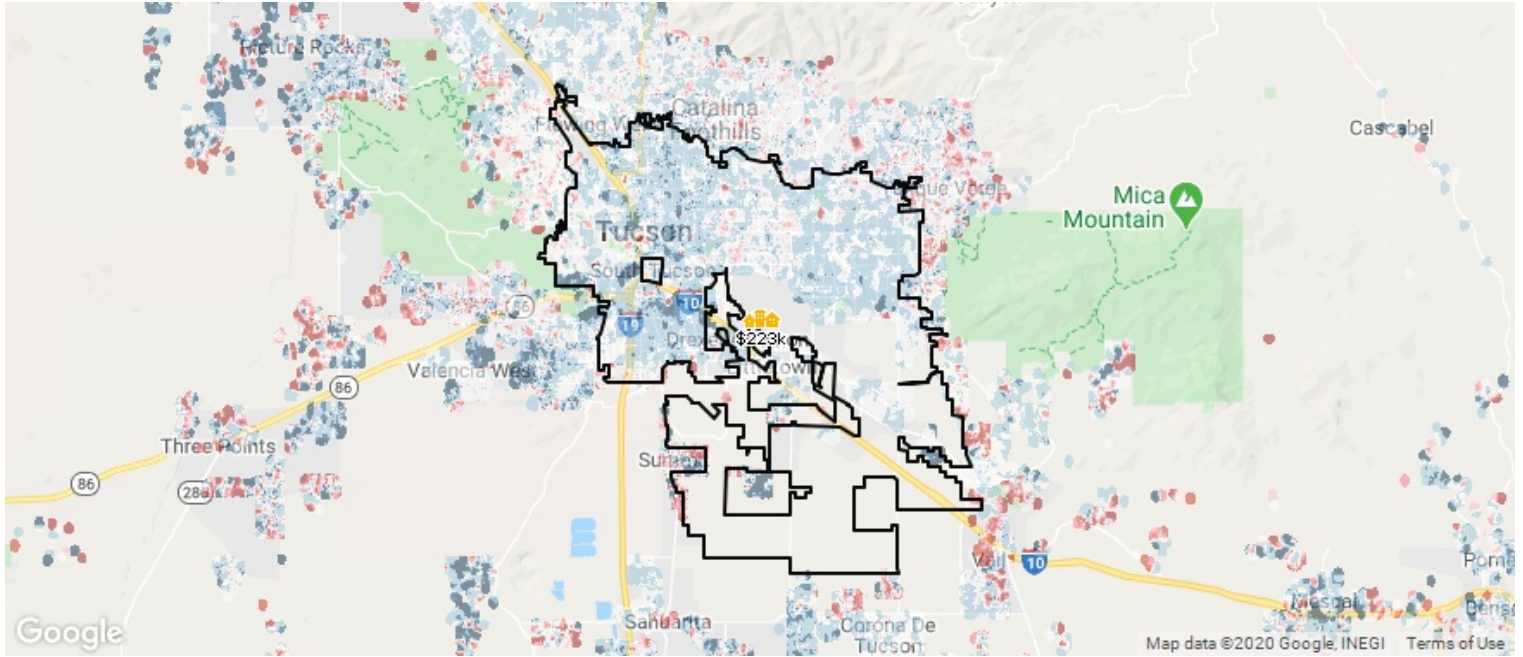 Picture Rocks
Catalina
Foothills
Cascabel
Mica
Mountain
Tucson
South Tucson
86
10
19
$223k
Valencia West
86
Three Points
86
286
Vail
10
Mescal
Sahuarita
Corona De
Tucson
Google
Map data ©2020 Google, INEGI
Terms of Use